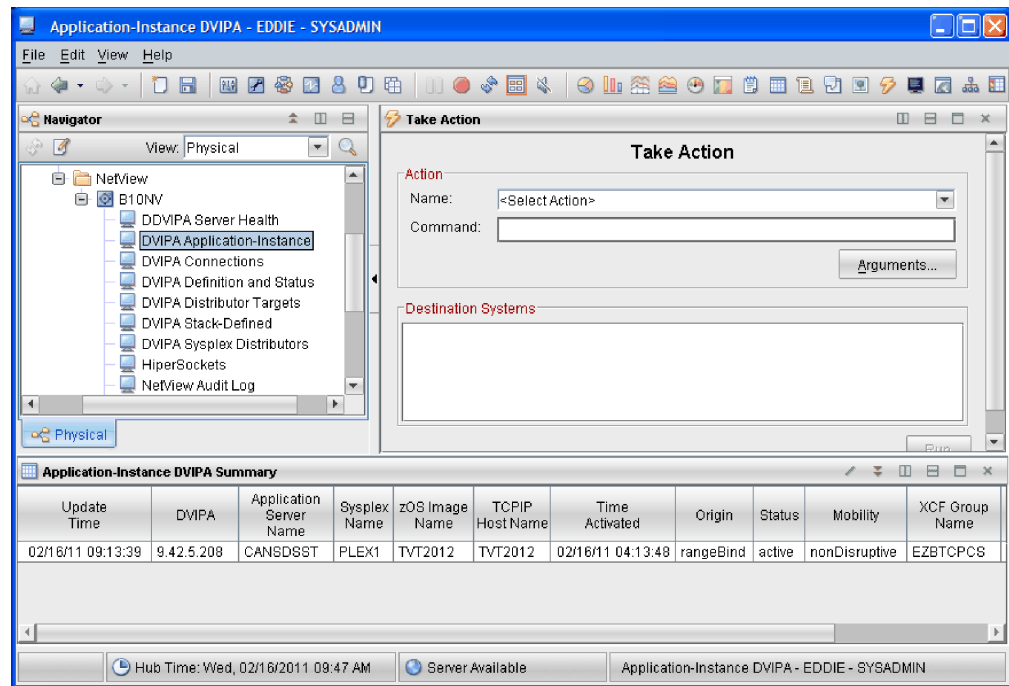 Application-Instance DVIPA - EDDIE - SYSADMIN
File Edit View Help
Navigator
View: Physical
NetView
B10NV
DDVIPA Server Health
DVIPA Application-Instance
DVIPA Connections
DVIPA Definition and Status
DVIPA Distributor Targets
DVIPA Stack-Defined
DVIPA Sysplex Distributors
HiperSockets
NetView Audit Log
Physical
Take Action
Take Action
Action
Name: <Select Action>
Command:
Arguments...
Destination Systems
Run
Application-Instance DVIPA Summary
Update Time DVIPA Application Server Name Sysplex Name zOS Image Name TCPIP Host Name Time Activated Origin Status Mobility XCF Group Name
02/16/11 09:13:39 9.42.5.208 CANSDSST PLEX1 TVT2012 TVT2012 02/16/11 04:13:48 rangeBind active nonDisruptive EZBTCPCS
Hub Time: Wed, 02/16/2011 09:47 AM Server Available Application-Instance DVIPA - EDDIE - SYSADMIN